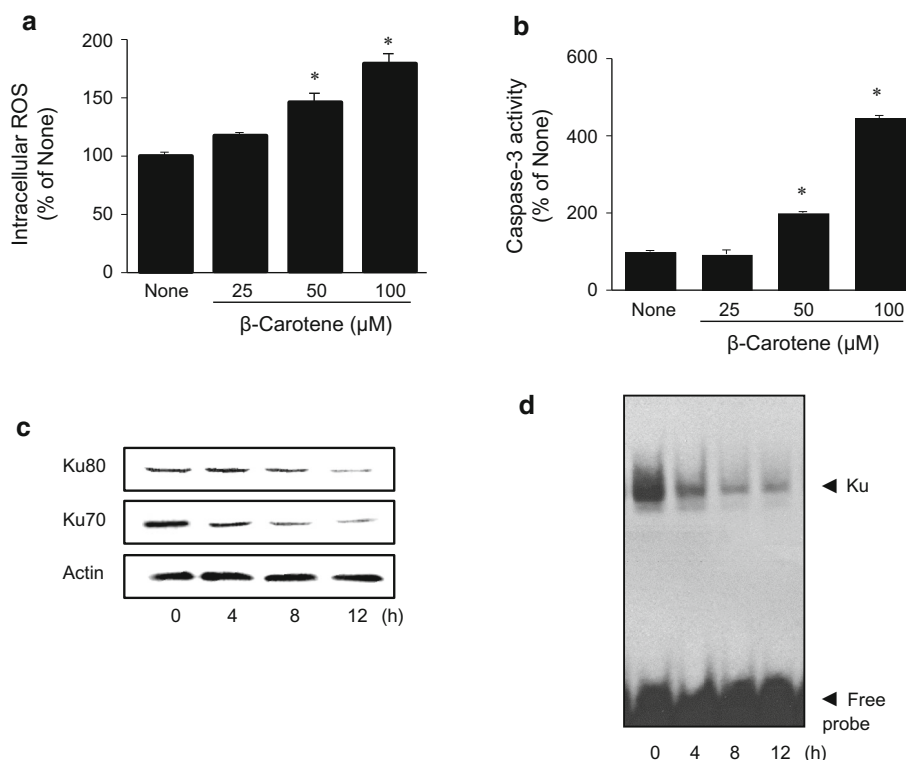 a
Intracellular ROS
(% of None)
200
150
100
50
0
*
*
None 25 50 100
β-Carotene (µM)
b
Caspase-3 activity
(% of None)
600
400
200
0
*
*
None 25 50 100
β-Carotene (µM)
c
Ku80
Ku70
Actin
0 4 8 12 (h)
d
◄ Ku
◄ Free
probe
0 4 8 12 (h)